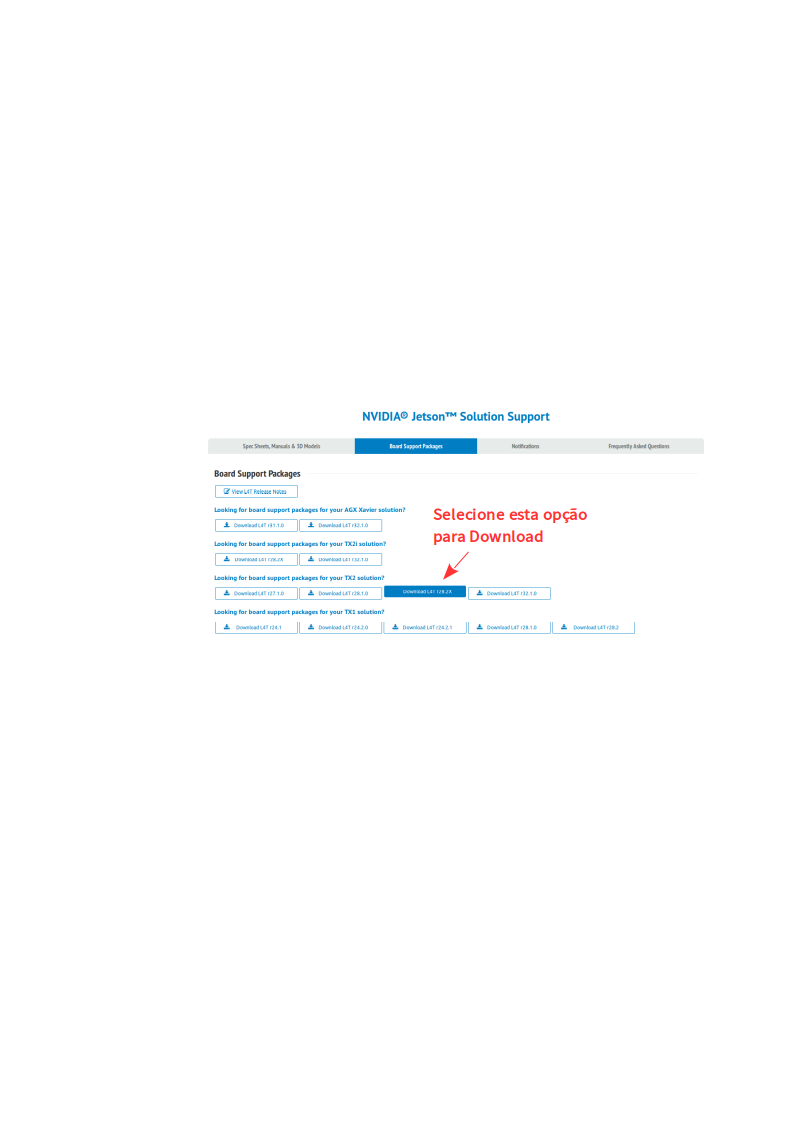 NVIDIA® Jetson™ Solution Support
Spec Sheets, Manuals & 3D Models Board Support Packages Notifications Frequently Asked Questions
Board Support Packages
View L4T Release Notes
Looking for board support packages for your AGX Xavier solution?
Selecione esta opção
para Download
Download L4T r31.1.0 Download L4T r32.1.0
Looking for board support packages for your TX2i solution?
Download L4T r28.2X Download L4T r32.1.0
Looking for board support packages for your TX2 solution?
Download L4T r27.1.0 Download L4T r28.1.0 Download L4T r28.2X Download L4T r32.1.0
Looking for board support packages for your TX1 solution?
Download L4T r24.1 Download L4T r24.2.0 Download L4T r24.2.1 Download L4T r28.1.0 Download L4T r28.2